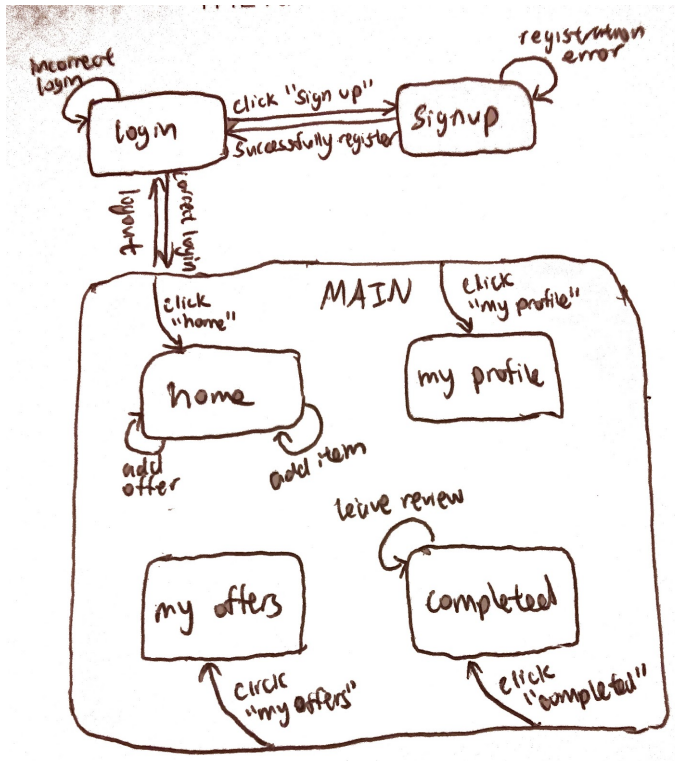 incorrect
login
registration
error
login
click "sign up"
successfully register
Signup
logout
correct login
MAIN
click
"home"
click
"my profile"
home
my profile
add
offer
add item
leave review
my offers
completed
click
"my offers"
click
"completed"